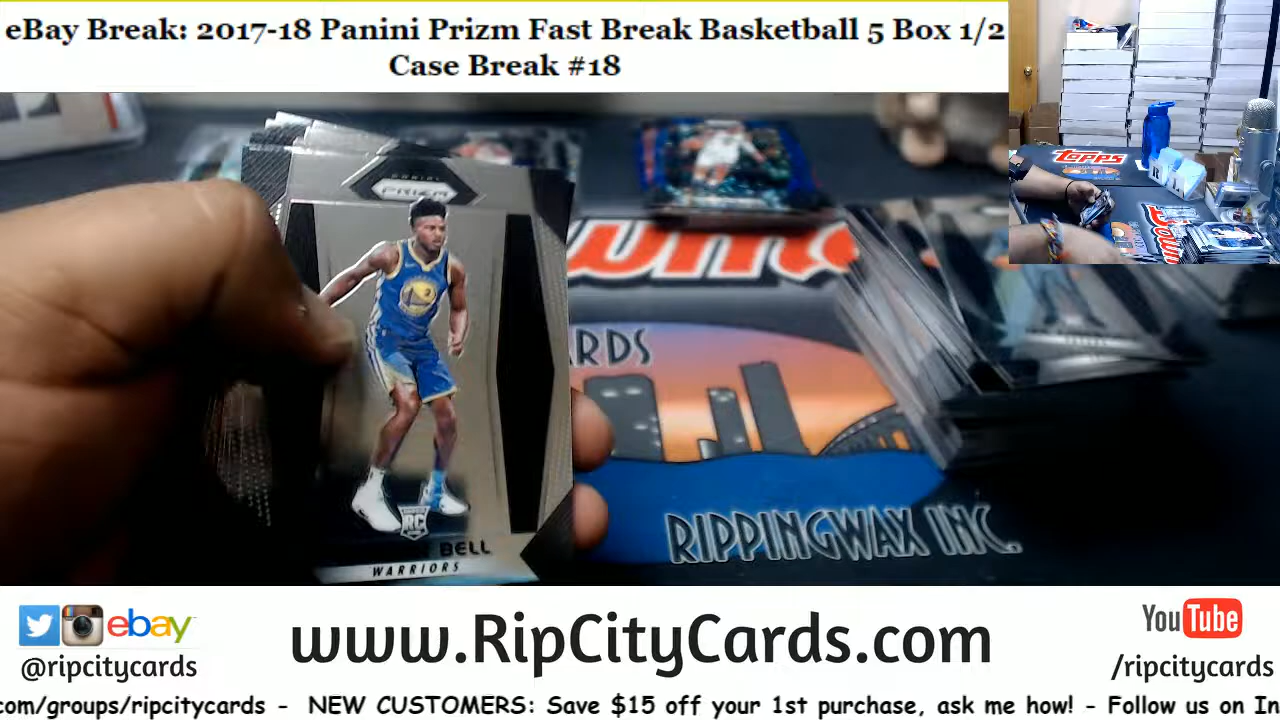 eBay Break: 2017-18 Panini Prizm Fast Break Basketball 5 Box 1/2
Case Break #18
TOPPS
PANINI
PRIZM
RDS
RC
BELL
WARRIORS
RIPPINGWAX INC.
ebay
@ripcitycards
www.RipCityCards.com
YouTube
/ripcitycards
com/groups/ripcitycards - NEW CUSTOMERS: Save $15 off your 1st purchase, ask me how! - Follow us on In